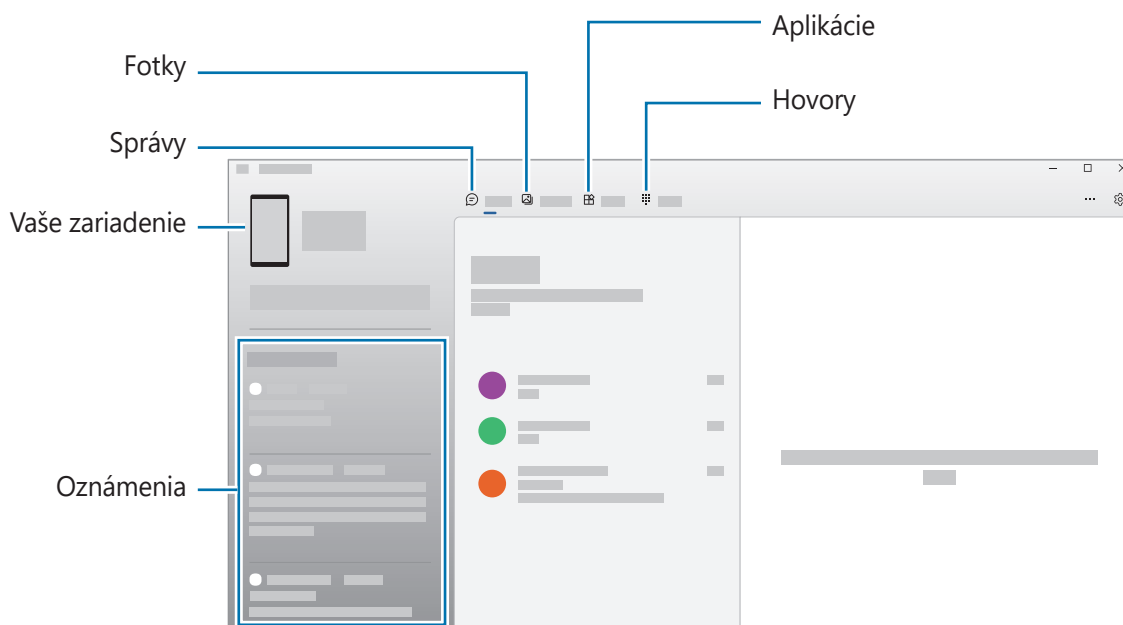 Aplikácie
Fotky
Hovory
Správy
Vaše zariadenie
Oznámenia